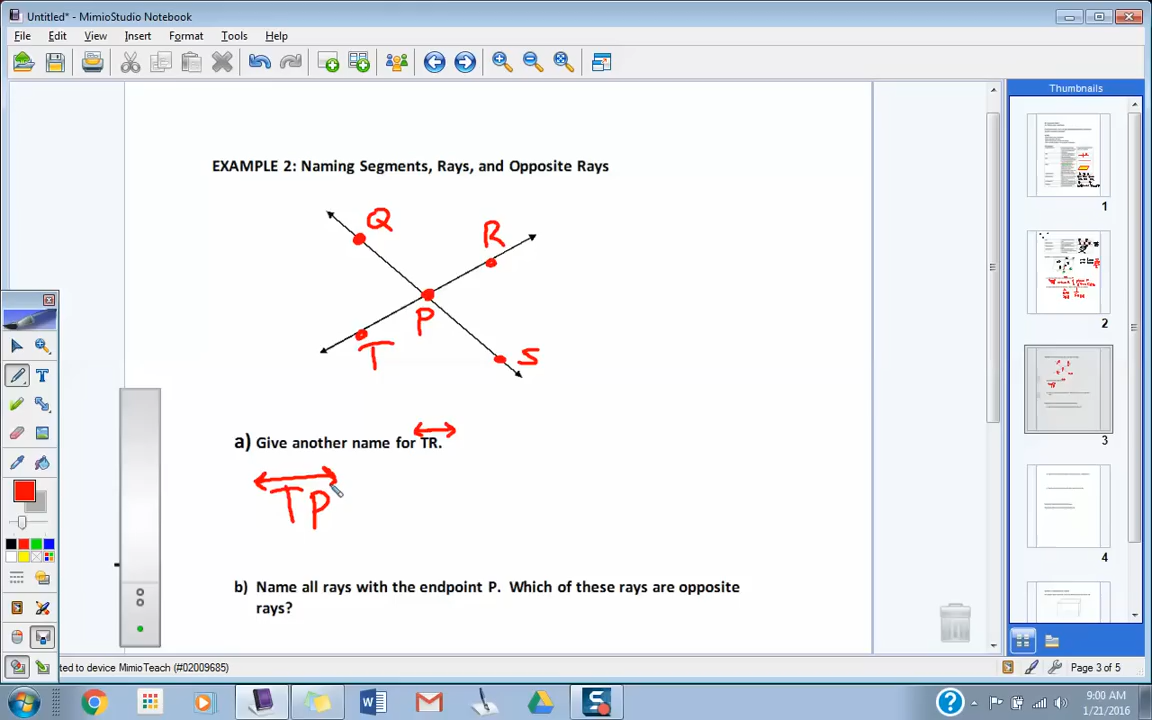 Untitled* - MimioStudio Notebook
File Edit View Insert Format Tools Help
Thumbnails
EXAMPLE 2: Naming Segments, Rays, and Opposite Rays
Q
R
P
T
S
a) Give another name for TR.
TP
b) Name all rays with the endpoint P. Which of these rays are opposite
rays?
1
2
3
4
T
ted to device MimioTeach (#02009685)
Page 3 of 5
9:00 AM
1/21/2016